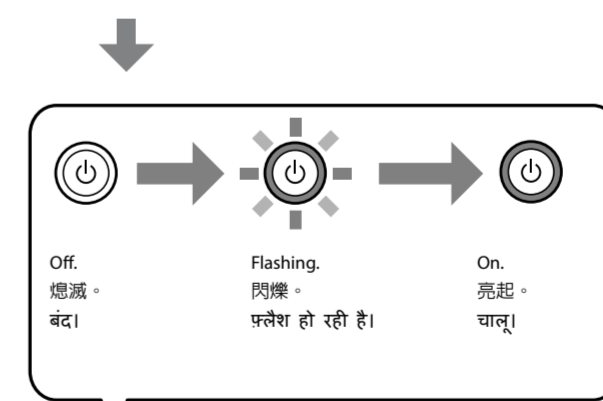 Off.
熄滅。
बंद।
Flashing.
閃爍。
फ़्लैश हो रही है।
On.
亮起。
चालू।